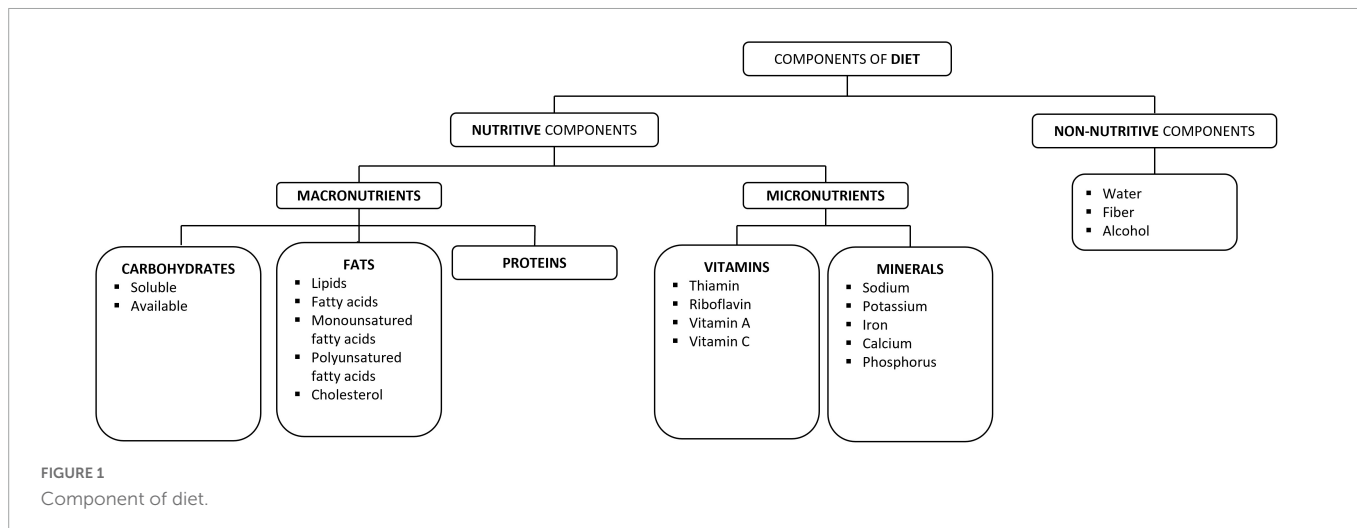 COMPONENTS OF DIET
NUTRITIVE COMPONENTS
NON-NUTRITIVE COMPONENTS
MACRONUTRIENTS
MICRONUTRIENTS
▪ Water
▪ Fiber
▪ Alcohol
CARBOHYDRATES
▪ Soluble
▪ Available
FATS
▪ Lipids
▪ Fatty acids
▪ Monounsatured
fatty acids
▪ Polyunsatured
fatty acids
▪ Cholesterol
PROTEINS
VITAMINS
▪ Thiamin
▪ Riboflavin
▪ Vitamin A
▪ Vitamin C
MINERALS
▪ Sodium
▪ Potassium
▪ Iron
▪ Calcium
▪ Phosphorus
FIGURE 1
Component of diet.